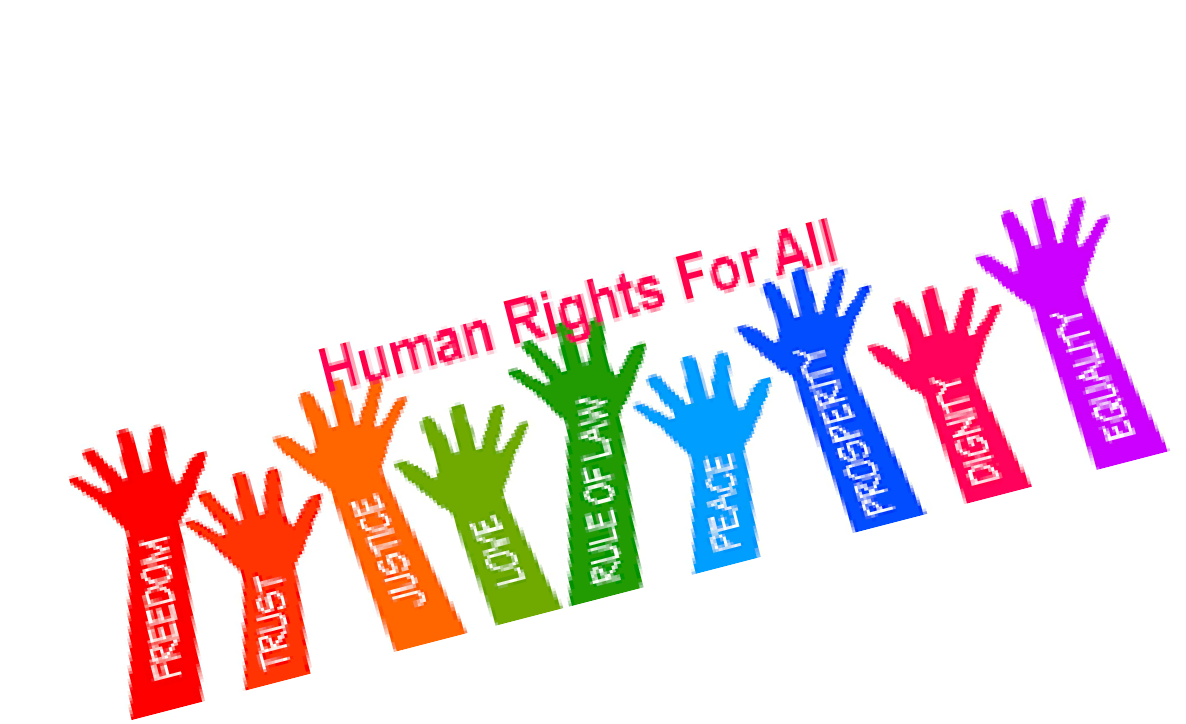 Human Rights For All
FREEDOM
TRUST
JUSTICE
LOVE
RULE OF LAW
PEACE
PROSPERITY
DIGNITY
EQUALITY